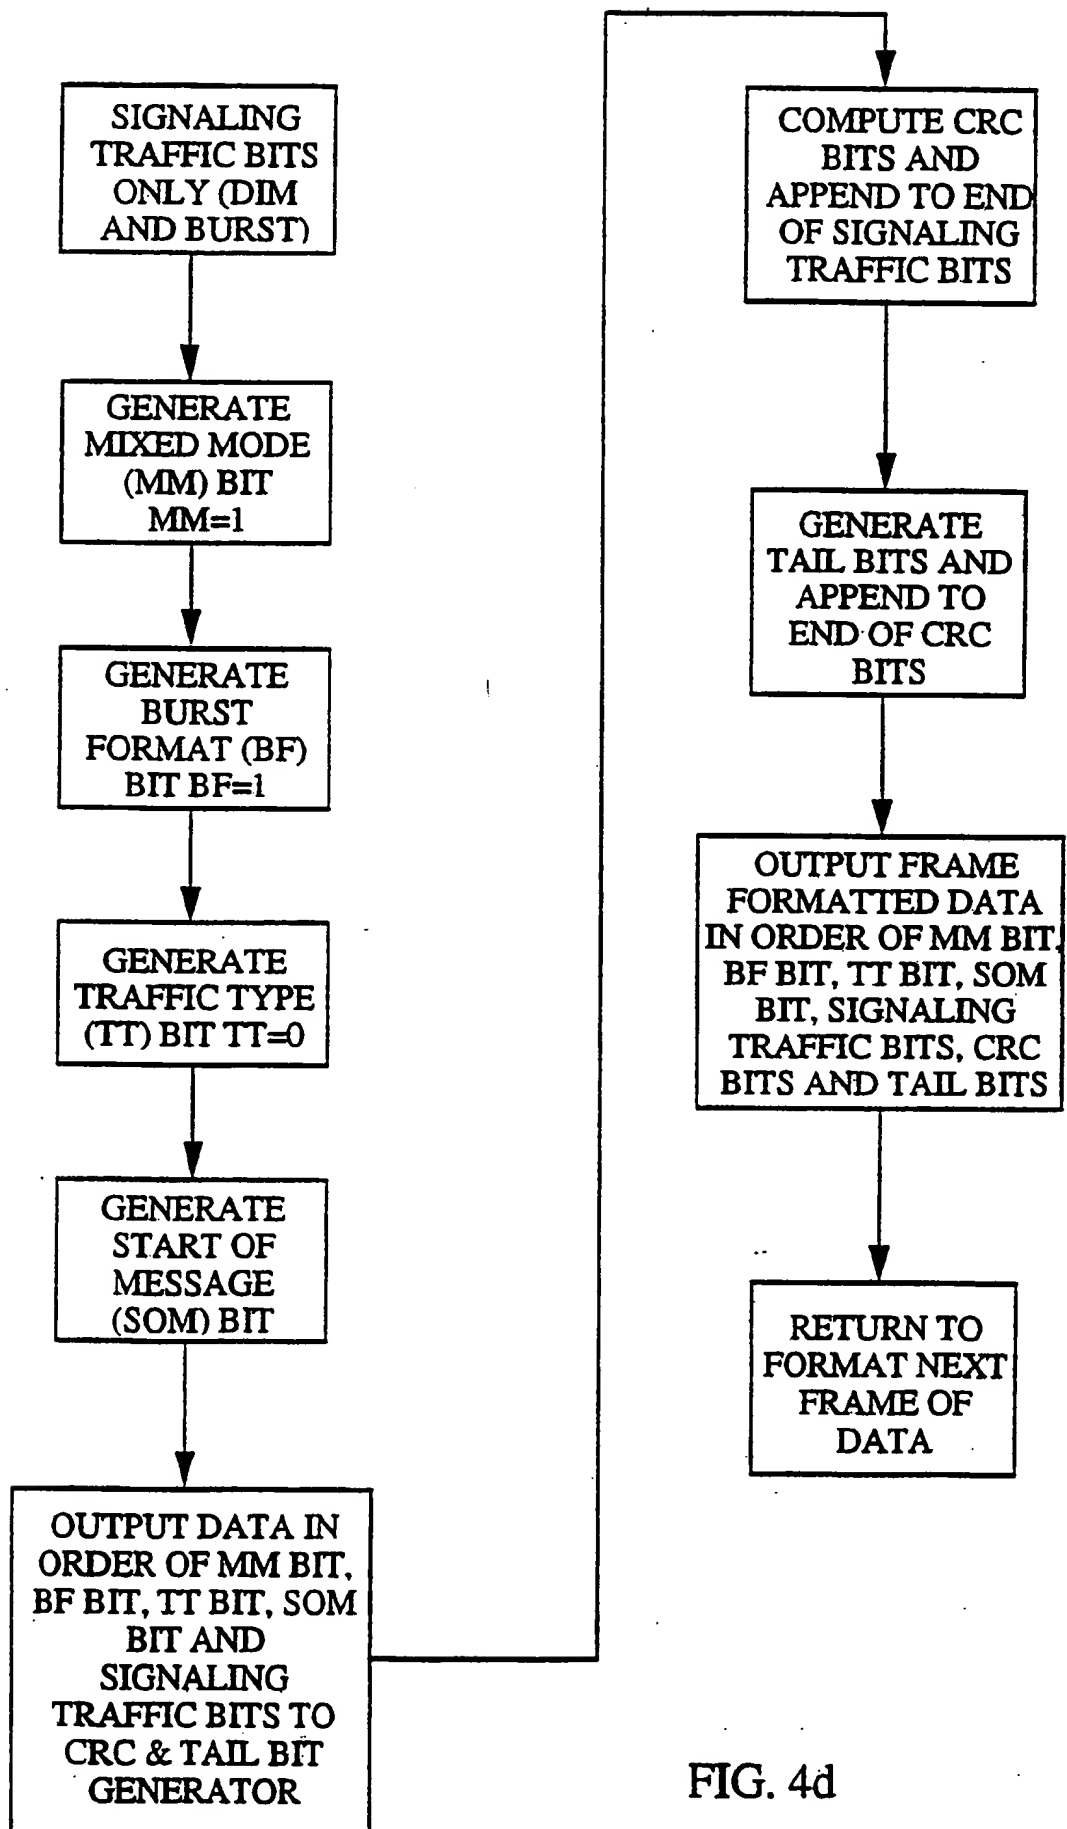 SIGNALING
TRAFFIC BITS
ONLY (DIM
AND BURST)
GENERATE
MIXED MODE
(MM) BIT
MM=1
GENERATE
BURST
FORMAT (BF)
BIT BF=1
GENERATE
TRAFFIC TYPE
(TT) BIT TT=0
GENERATE
START OF
MESSAGE
(SOM) BIT
OUTPUT DATA IN
ORDER OF MM BIT,
BF BIT, TT BIT, SOM
BIT AND
SIGNALING
TRAFFIC BITS TO
CRC & TAIL BIT
GENERATOR
COMPUTE CRC
BITS AND
APPEND TO END
OF SIGNALING
TRAFFIC BITS
GENERATE
TAIL BITS AND
APPEND TO
END OF CRC
BITS
OUTPUT FRAME
FORMATTED DATA
IN ORDER OF MM BIT,
BF BIT, TT BIT, SOM
BIT, SIGNALING
TRAFFIC BITS, CRC
BITS AND TAIL BITS
RETURN TO
FORMAT NEXT
FRAME OF
DATA
FIG. 4d